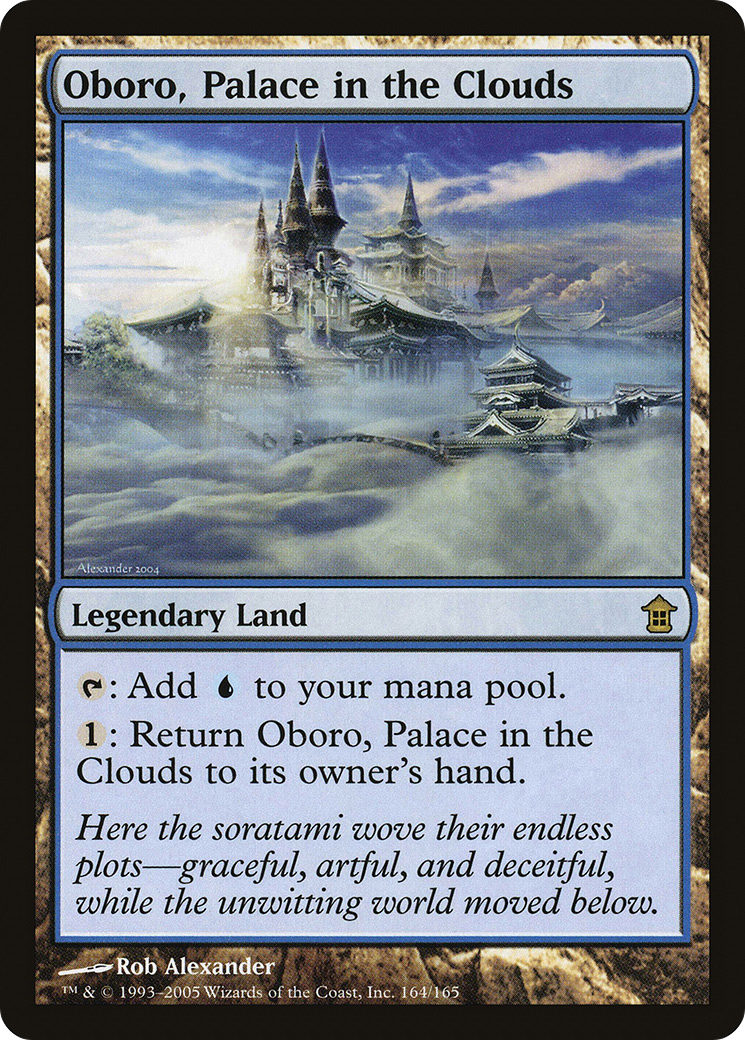 Oboro, Palace in the Clouds
Alexander 2004
Legendary Land
: Add to your mana pool.
1: Return Oboro, Palace in the
Clouds to its owner's hand.
Here the soratami wove their endless
plots—graceful, artful, and deceitful,
while the unwitting world moved below.
Rob Alexander
™ & © 1993–2005 Wizards of the Coast, Inc. 164/165